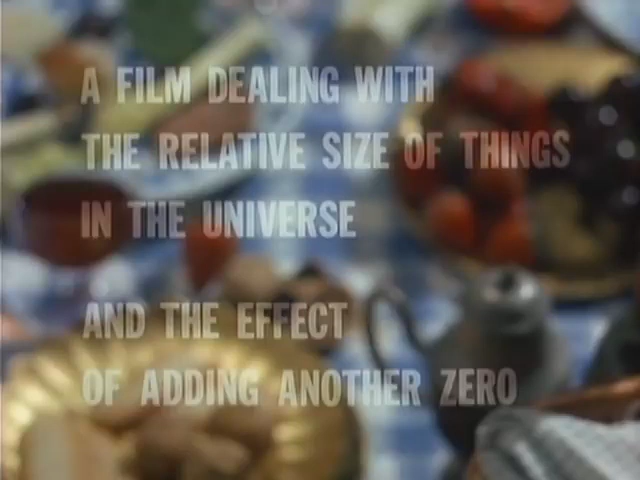 A FILM DEALING WITH
THE RELATIVE SIZE OF THINGS
IN THE UNIVERSE
AND THE EFFECT
OF ADDING ANOTHER ZERO